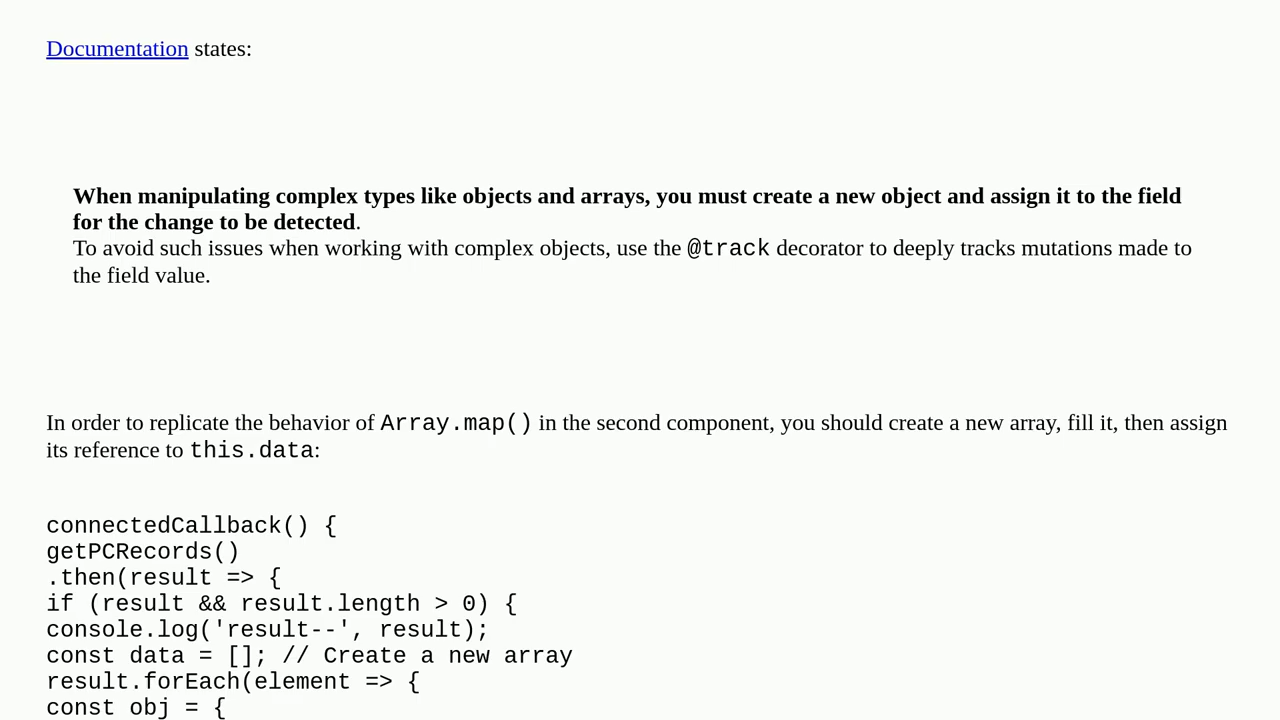 Documentation states:
When manipulating complex types like objects and arrays, you must create a new object and assign it to the field
for the change to be detected.
To avoid such issues when working with complex objects, use the @track decorator to deeply tracks mutations made to
the field value.
In order to replicate the behavior of Array.map() in the second component, you should create a new array, fill it, then assign
its reference to this.data:
connectedCallback() {
getPCRecords()
.then(result => {
if (result && result.length > 0) {
console.log('result--', result);
const data = []; // Create a new array
result.forEach(element => {
const obj = {